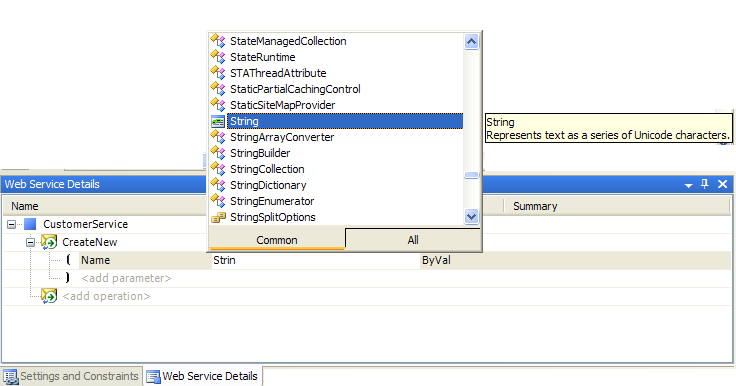 StateManagedCollection
StateRuntime
STAThreadAttribute
StaticPartialCachingControl
StaticSiteMapProvider
String
StringArrayConverter
StringBuilder
StringCollection
StringDictionary
StringEnumerator
StringSplitOptions
Common All
String
Represents text as a series of Unicode characters.
Web Service Details
Name Summary
CustomerService
CreateNew
( Name Strin ByVal
) <add parameter>
<add operation>
Settings and Constraints Web Service Details